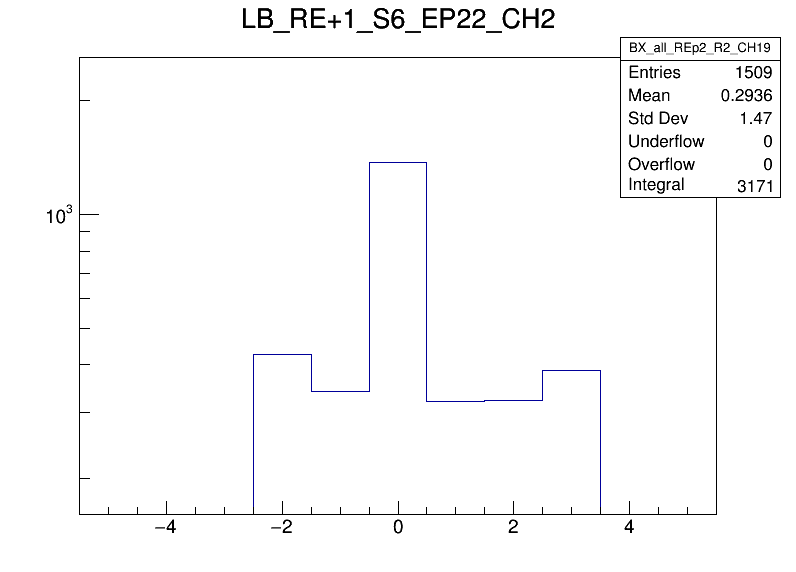 LB_RE+1_S6_EP22_CH2
BX_all_REp2_R2_CH19
Entries 1509
Mean 0.2936
Std Dev 1.47
Underflow 0
Overflow 0
Integral 3171
10³
−4 −2 0 2 4